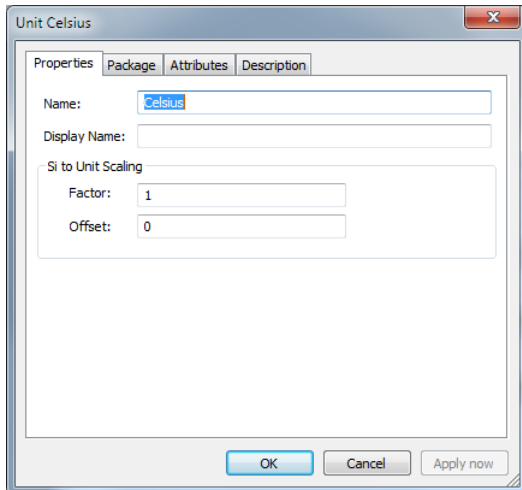 Unit Celsius
Properties Package Attributes Description
Name: Celsius
Display Name:
Si to Unit Scaling
Factor: 1
Offset: 0
OK Cancel Apply now